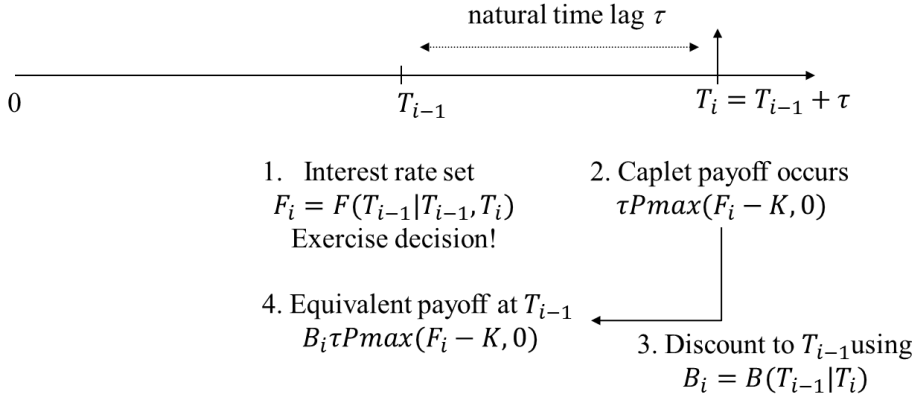 natural time lag τ
0
T_{i−1}
T_i = T_{i−1} + τ
1. Interest rate set
F_i = F(T_{i−1}|T_{i−1}, T_i)
Exercise decision!
2. Caplet payoff occurs
τPmax(F_i − K, 0)
4. Equivalent payoff at T_{i−1}
B_iτPmax(F_i − K, 0)
3. Discount to T_{i−1}using
B_i = B(T_{i−1}|T_i)